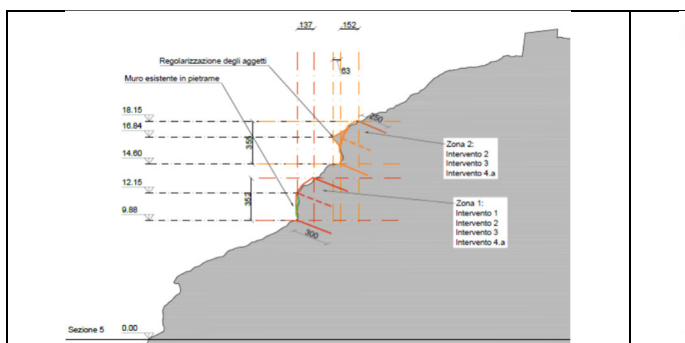 137
152
Regolarizzazione degli aggetti
63
Muro esistente in pietrame
250
18.15
16.84
355
Zona 2:
Intervento 2
Intervento 3
Intervento 4.a
14.60
12.15
352
Zona 1:
Intervento 1
Intervento 2
Intervento 3
Intervento 4.a
9.88
300
Sezione 5
0.00